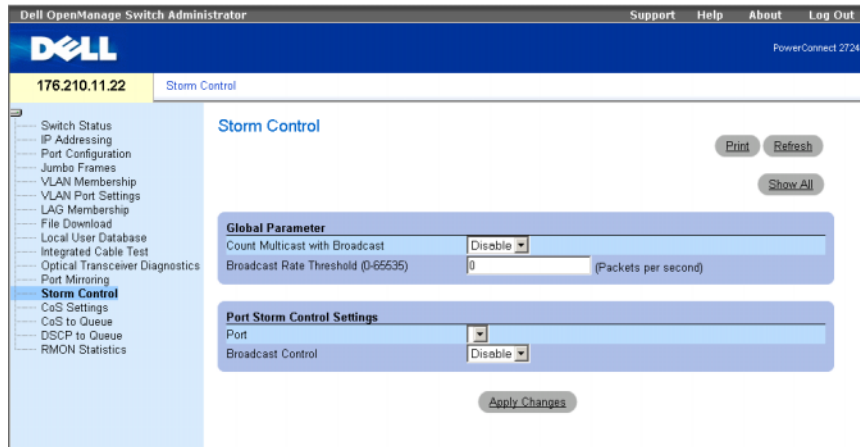 Dell OpenManage Switch Administrator
Support Help About Log Out
DELL
PowerConnect 2724
176.210.11.22
Storm Control
Switch Status
IP Addressing
Port Configuration
Jumbo Frames
VLAN Membership
VLAN Port Settings
LAG Membership
File Download
Local User Database
Integrated Cable Test
Optical Transceiver Diagnostics
Port Mirroring
Storm Control
CoS Settings
CoS to Queue
DSCP to Queue
RMON Statistics
Storm Control
Print Refresh
Show All
Global Parameter
Count Multicast with Broadcast Disable
Broadcast Rate Threshold (0-65535) 0 (Packets per second)
Port Storm Control Settings
Port
Broadcast Control Disable
Apply Changes